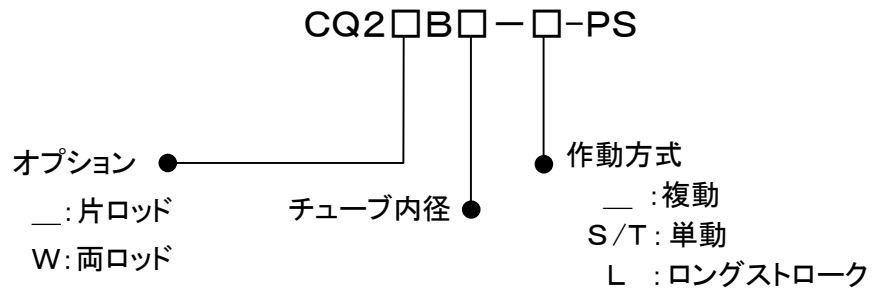 CQ2□B□－□-PS
オプション
＿:片ロッド
W:両ロッド
チューブ内径
作動方式
＿:複動
S/T:単動
L:ロングストローク